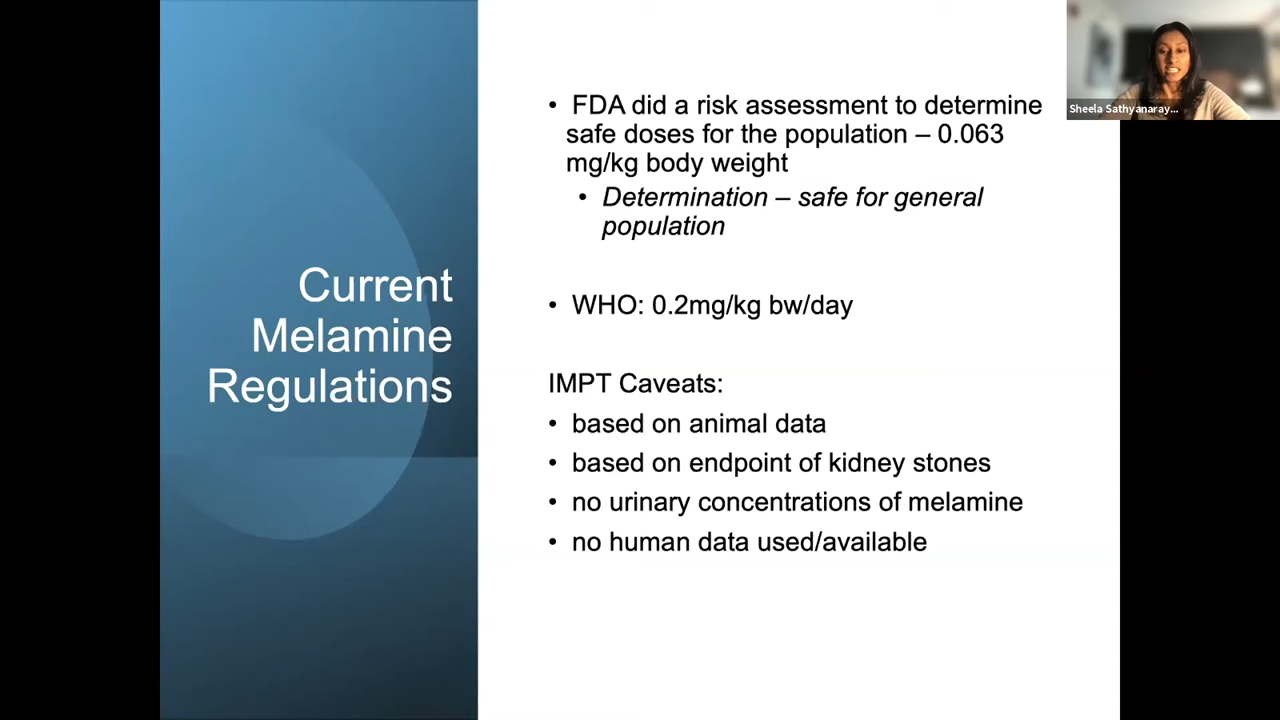 Current
Melamine
Regulations
• FDA did a risk assessment to determine
safe doses for the population – 0.063
mg/kg body weight
• Determination – safe for general
population
• WHO: 0.2mg/kg bw/day
IMPT Caveats:
• based on animal data
• based on endpoint of kidney stones
• no urinary concentrations of melamine
• no human data used/available
Sheela Sathyanaray...